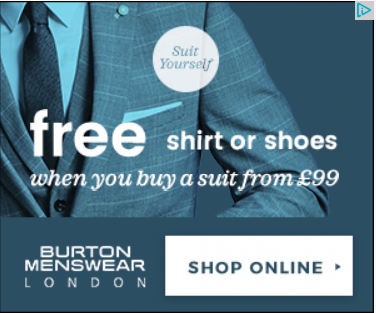 Suit
Yourself
free shirt or shoes
when you buy a suit from £99
BURTON
MENSWEAR
LONDON
SHOP ONLINE